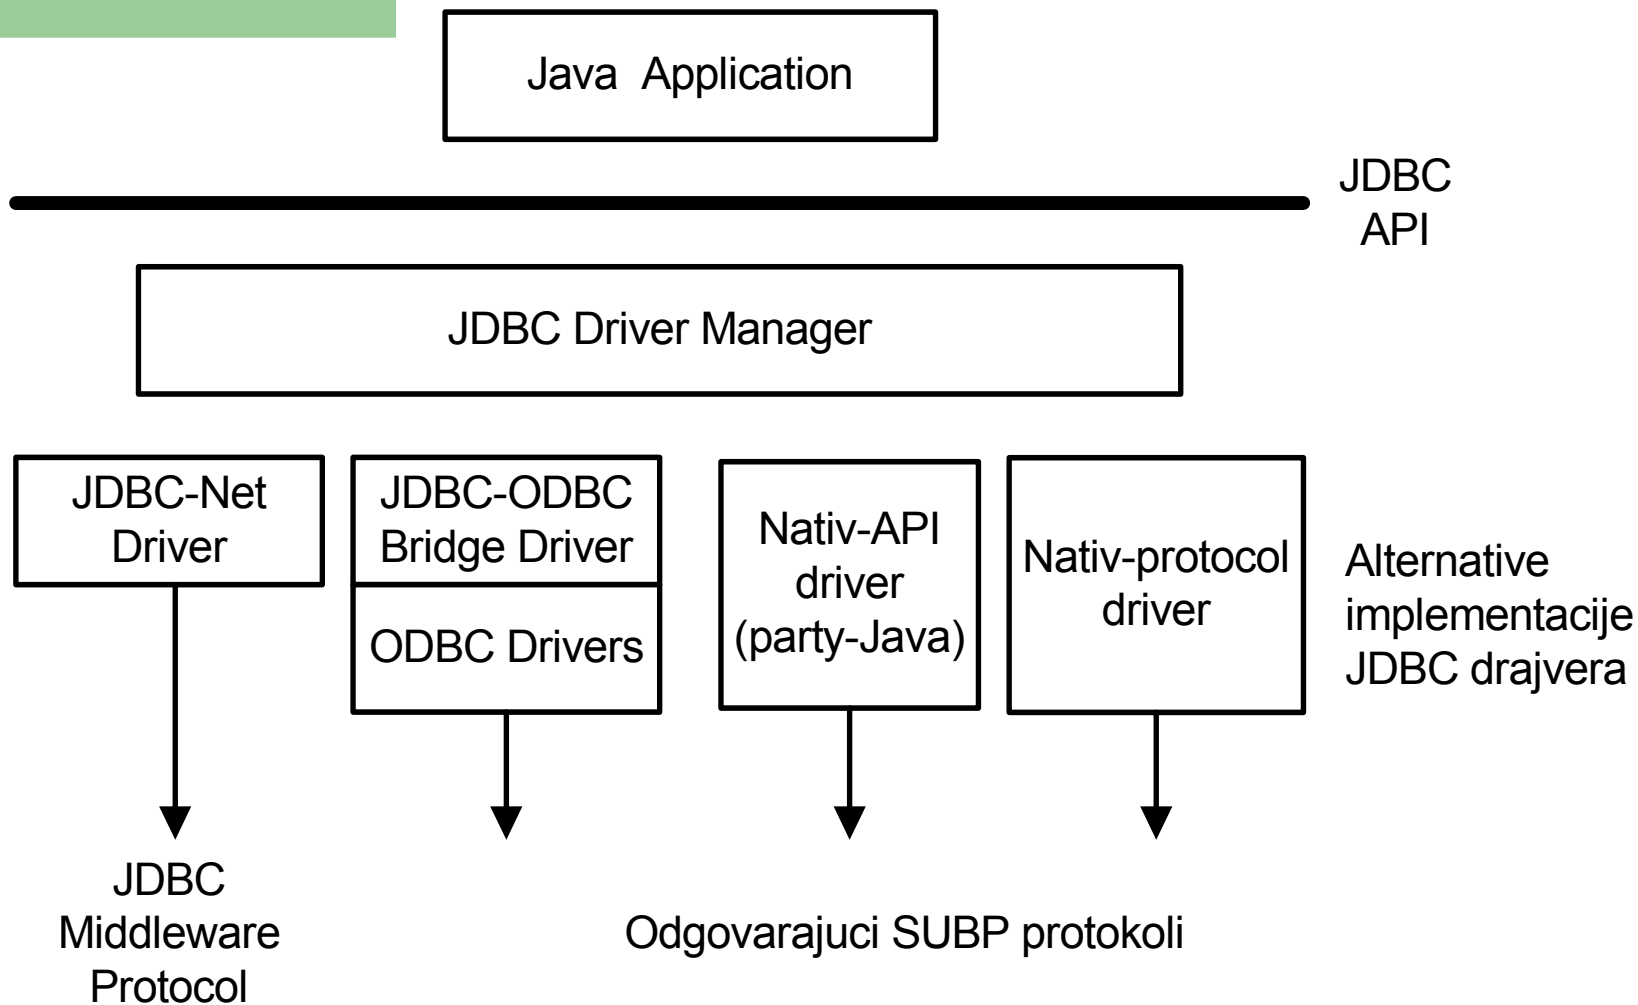 Java Application
JDBC
API
JDBC Driver Manager
JDBC-Net
Driver
JDBC-ODBC
Bridge Driver
ODBC Drivers
Nativ-API
driver
(party-Java)
Nativ-protocol
driver
Alternative
implementacije
JDBC drajvera
JDBC
Middleware
Protocol
Odgovarajuci SUBP protokoli